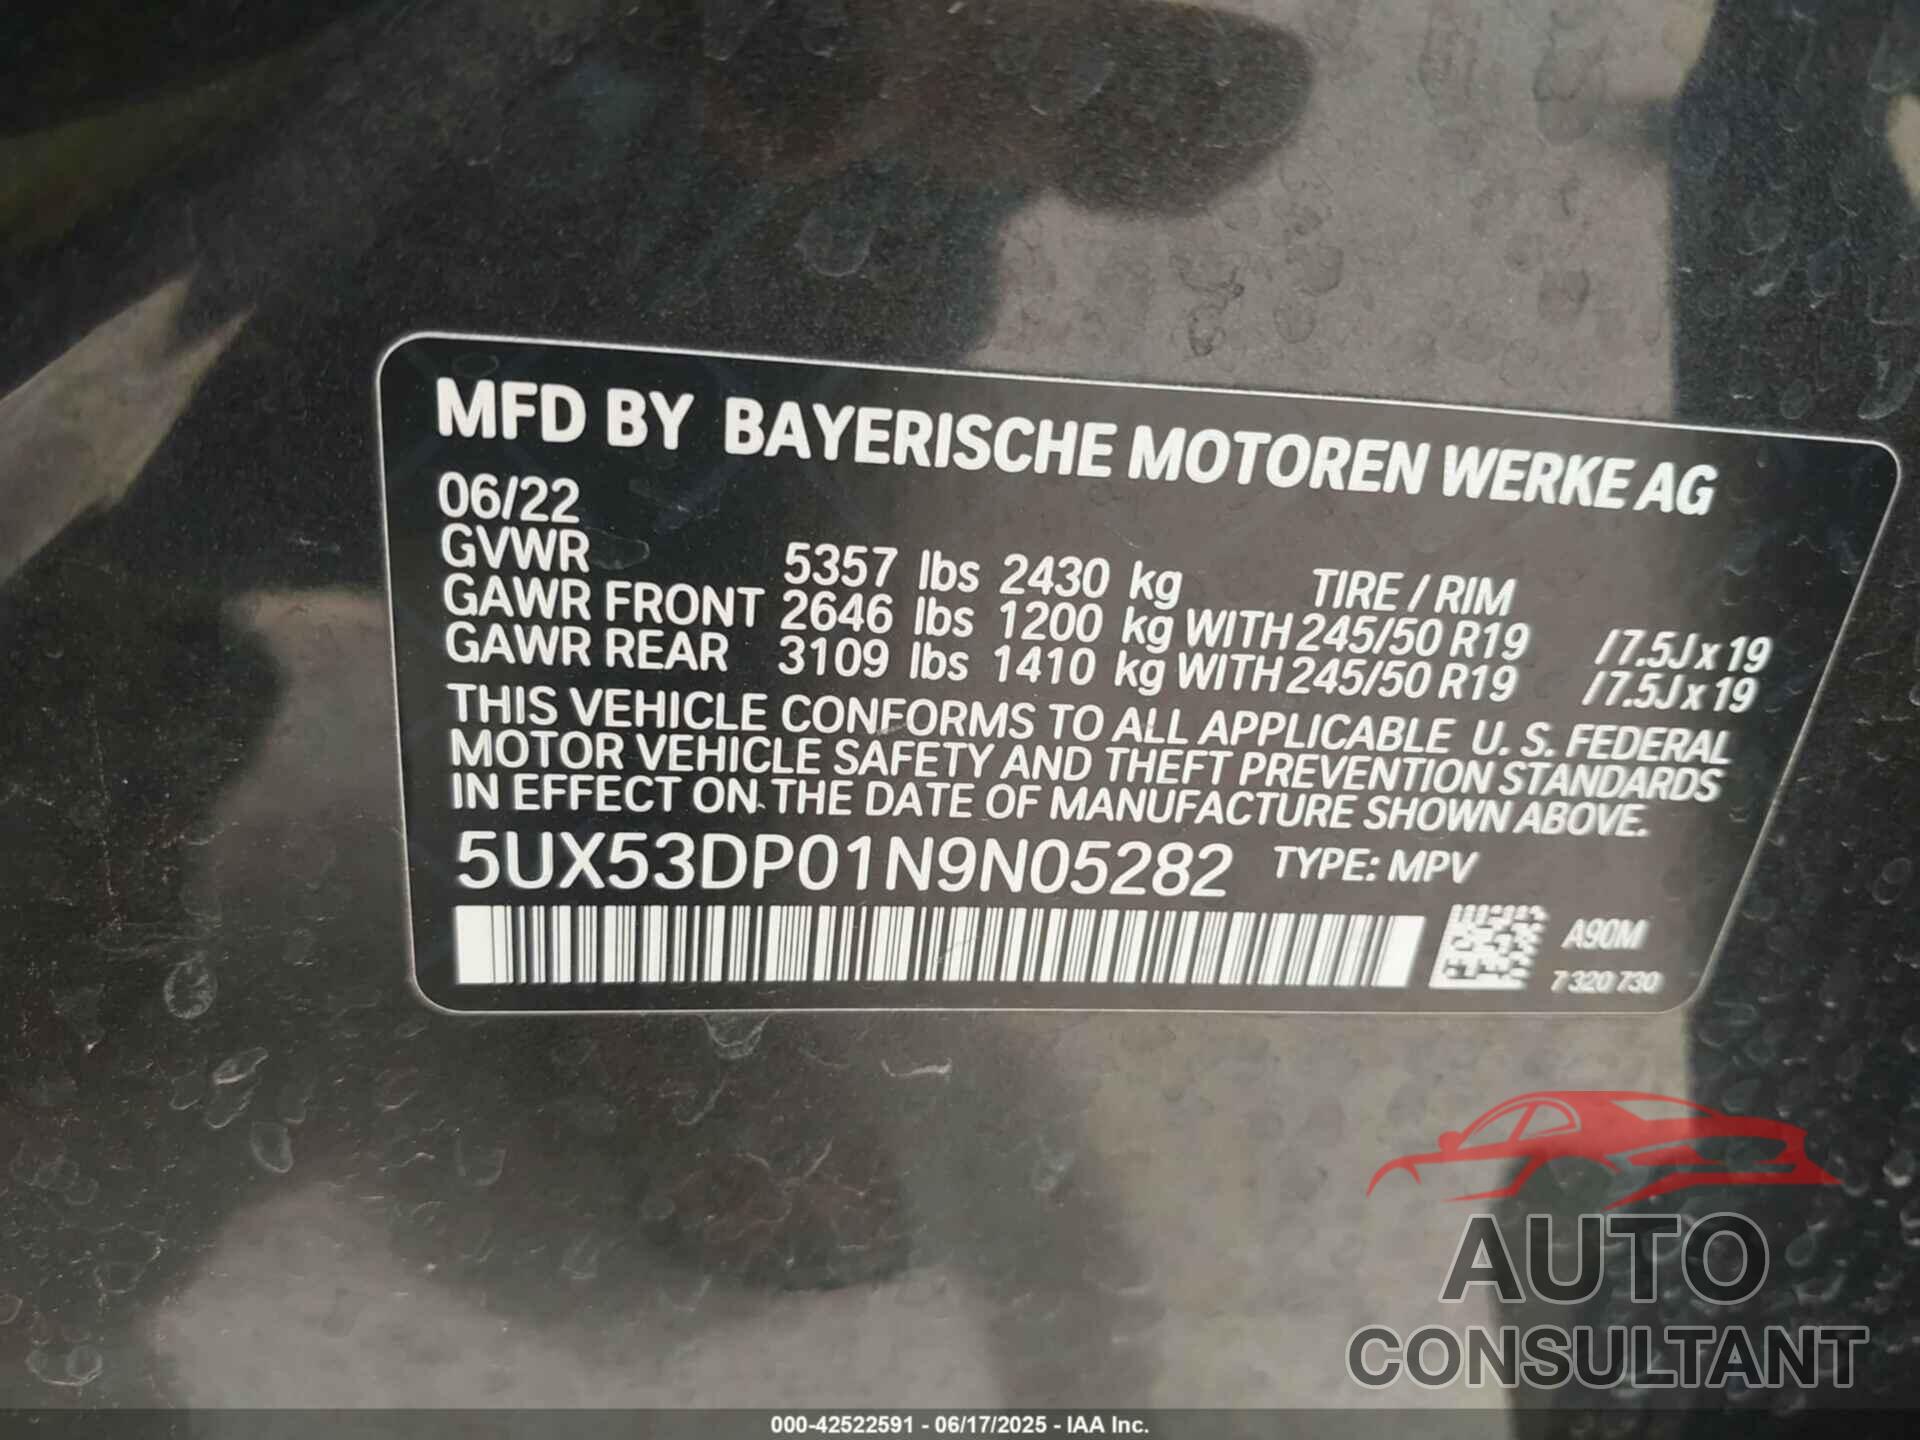 MFD BY BAYERISCHE MOTOREN WERKE AG
06/22
GVWR 5357 lbs 2430 kg TIRE / RIM
GAWR FRONT 2646 lbs 1200 kg WITH 245/50 R19 /7.5J x 19
GAWR REAR 3109 lbs 1410 kg WITH 245/50 R19 /7.5J x 19
THIS VEHICLE CONFORMS TO ALL APPLICABLE U. S. FEDERAL
MOTOR VEHICLE SAFETY AND THEFT PREVENTION STANDARDS
IN EFFECT ON THE DATE OF MANUFACTURE SHOWN ABOVE.
5UX53DP01N9N05282 TYPE: MPV
A90M
7 320 730
AUTO
CONSULTANT
000-42522591 - 06/17/2025 - IAA Inc.